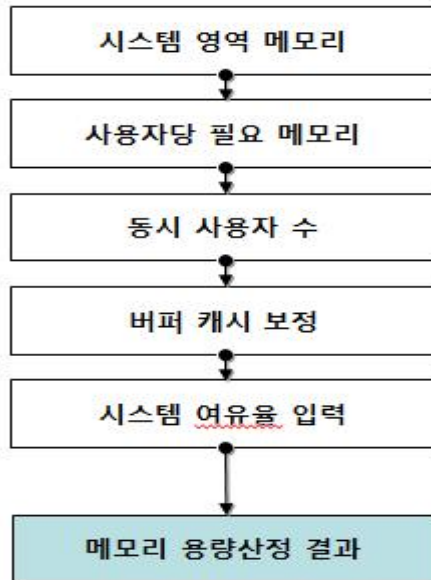 시스템 영역 메모리
사용자당 필요 메모리
동시 사용자 수
버퍼 캐시 보정
시스템 여유율 입력
메모리 용량산정 결과